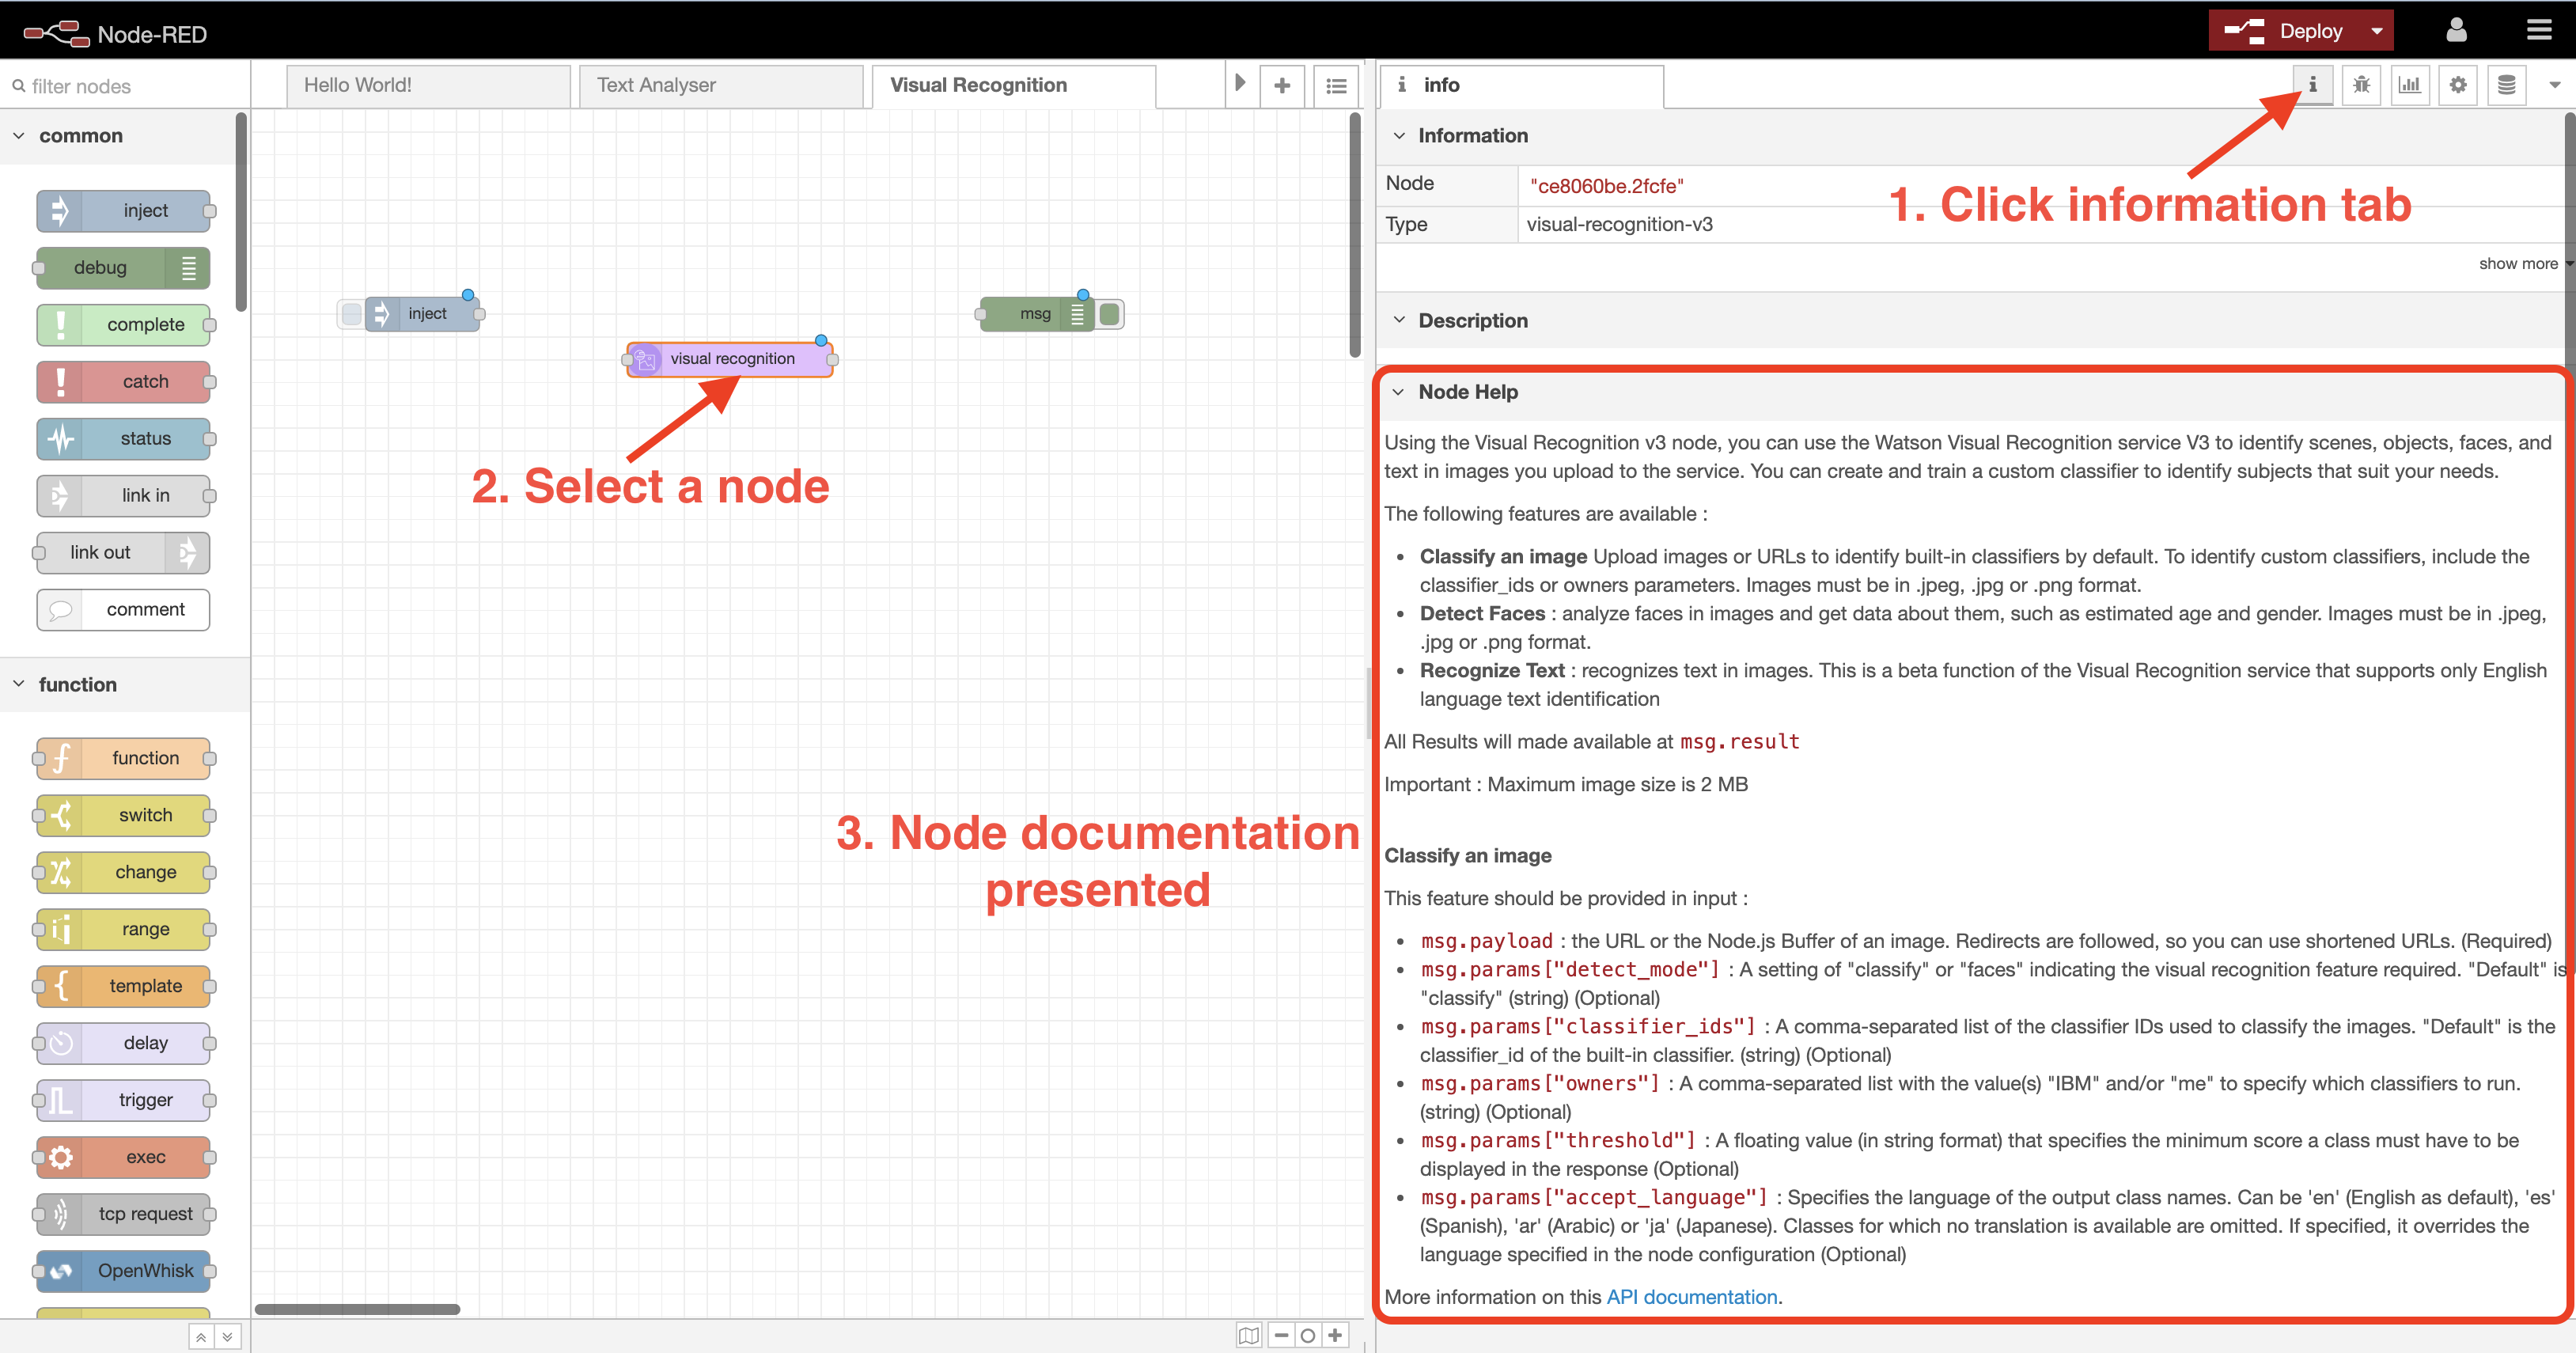 Node-RED
Deploy
filter nodes
Hello World!
Text Analyser
Visual Recognition
i info
i
common
inject
debug
complete
catch
status
link in
link out
comment
function
function
switch
change
range
template
delay
trigger
exec
tcp request
OpenWhisk
inject
visual recognition
msg
2. Select a node
3. Node documentation
presented
1. Click information tab
Information
Node "ce8060be.2fcfe"
Type visual-recognition-v3
show more
Description
Node Help
Using the Visual Recognition v3 node, you can use the Watson Visual Recognition service V3 to identify scenes, objects, faces, and
text in images you upload to the service. You can create and train a custom classifier to identify subjects that suit your needs.
The following features are available :
• Classify an image Upload images or URLs to identify built-in classifiers by default. To identify custom classifiers, include the
classifier_ids or owners parameters. Images must be in .jpeg, .jpg or .png format.
• Detect Faces : analyze faces in images and get data about them, such as estimated age and gender. Images must be in .jpeg,
.jpg or .png format.
• Recognize Text : recognizes text in images. This is a beta function of the Visual Recognition service that supports only English
language text identification
All Results will made available at msg.result
Important : Maximum image size is 2 MB
Classify an image
This feature should be provided in input :
• msg.payload : the URL or the Node.js Buffer of an image. Redirects are followed, so you can use shortened URLs. (Required)
• msg.params["detect_mode"] : A setting of "classify" or "faces" indicating the visual recognition feature required. "Default" is
"classify" (string) (Optional)
• msg.params["classifier_ids"] : A comma-separated list of the classifier IDs used to classify the images. "Default" is the
classifier_id of the built-in classifier. (string) (Optional)
• msg.params["owners"] : A comma-separated list with the value(s) "IBM" and/or "me" to specify which classifiers to run.
(string) (Optional)
• msg.params["threshold"] : A floating value (in string format) that specifies the minimum score a class must have to be
displayed in the response (Optional)
• msg.params["accept_language"] : Specifies the language of the output class names. Can be 'en' (English as default), 'es'
(Spanish), 'ar' (Arabic) or 'ja' (Japanese). Classes for which no translation is available are omitted. If specified, it overrides the
language specified in the node configuration (Optional)
More information on this API documentation.